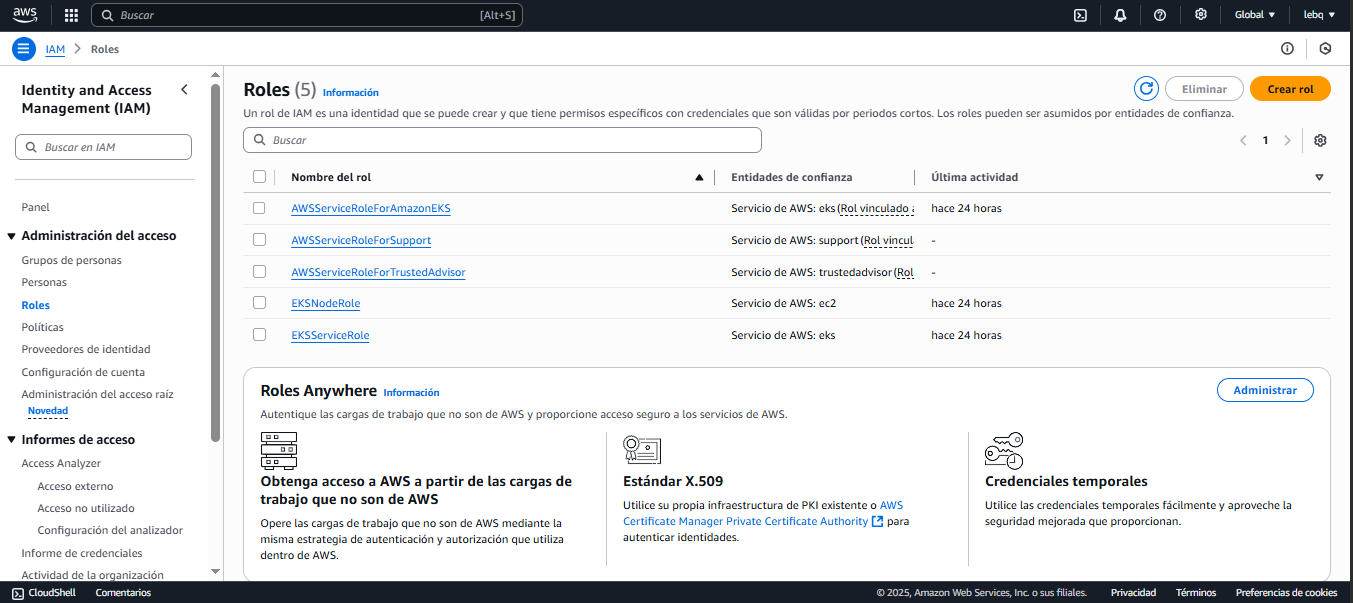 aws
Buscar [Alt+S]
Global ▼
lebq ▼
IAM > Roles
Identity and Access Management (IAM)
Buscar en IAM
Panel
Administración del acceso
Grupos de personas
Personas
Roles
Políticas
Proveedores de identidad
Configuración de cuenta
Administración del acceso raíz
Novedad
Informes de acceso
Access Analyzer
Acceso externo
Acceso no utilizado
Configuración del analizador
Informe de credenciales
Actividad de la organización
Roles (5) Información
Eliminar
Crear rol
Un rol de IAM es una identidad que se puede crear y que tiene permisos específicos con credenciales que son válidas por periodos cortos. Los roles pueden ser asumidos por entidades de confianza.
Buscar
1
Nombre del rol Entidades de confianza Última actividad
AWSServiceRoleForAmazonEKS Servicio de AWS: eks (Rol vinculado a hace 24 horas
AWSServiceRoleForSupport Servicio de AWS: support (Rol vincul -
AWSServiceRoleForTrustedAdvisor Servicio de AWS: trustedadvisor (Rol -
EKSNodeRole Servicio de AWS: ec2 hace 24 horas
EKSServiceRole Servicio de AWS: eks hace 24 horas
Roles Anywhere Información
Administrar
Autentique las cargas de trabajo que no son de AWS y proporcione acceso seguro a los servicios de AWS.
Obtenga acceso a AWS a partir de las cargas de
trabajo que no son de AWS
Opere las cargas de trabajo que no son de AWS mediante la
misma estrategia de autenticación y autorización que utiliza
dentro de AWS.
Estándar X.509
Utilice su propia infraestructura de PKI existente o AWS
Certificate Manager Private Certificate Authority para
autenticar identidades.
Credenciales temporales
Utilice las credenciales temporales fácilmente y aproveche la
seguridad mejorada que proporcionan.
CloudShell Comentarios
© 2025, Amazon Web Services, Inc. o sus filiales. Privacidad Términos Preferencias de cookies